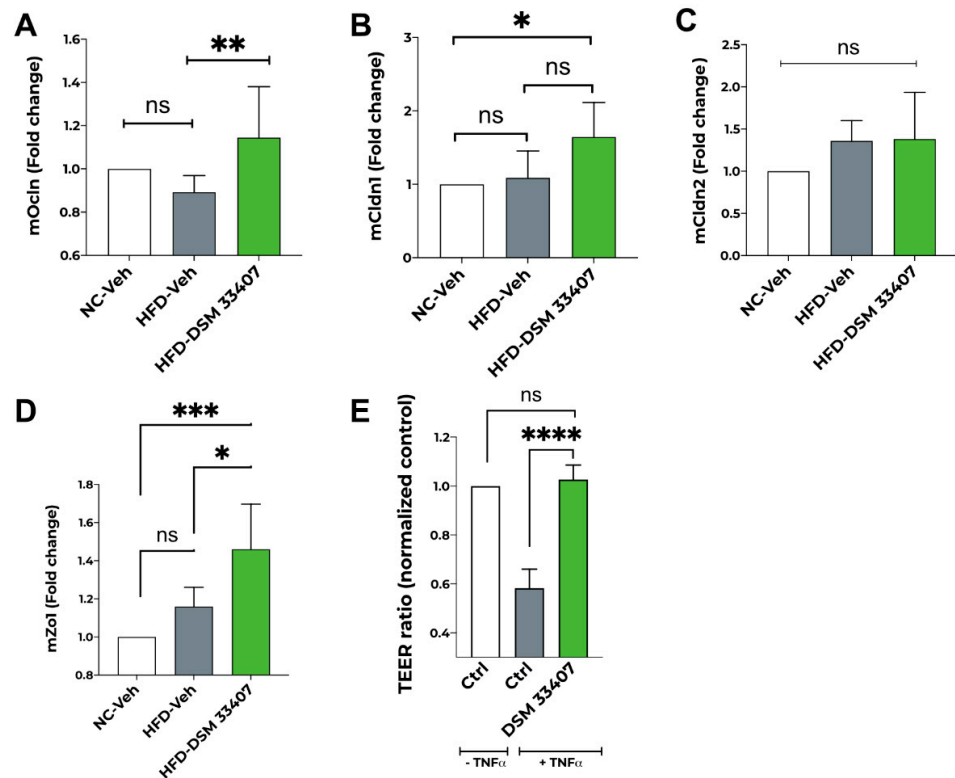 A
mOcln (Fold change)
1.6
1.4
1.2
1.0
0.8
0.6
ns
**
NC-Veh
HFD-Veh
HFD-DSM 33407
B
mCldn1 (Fold change)
3
2
1
0
*
ns
ns
NC-Veh
HFD-Veh
HFD-DSM 33407
C
mCldn2 (Fold change)
2.5
2.0
1.5
1.0
0.5
0.0
ns
NC-Veh
HFD-Veh
HFD-DSM 33407
D
mZo1 (Fold change)
1.8
1.6
1.4
1.2
1.0
0.8
***
*
ns
NC-Veh
HFD-Veh
HFD-DSM 33407
E
TEER ratio (normalized control)
1.2
1.0
0.8
0.6
0.4
ns
****
Ctrl
Ctrl
DSM 33407
- TNFα
+ TNFα